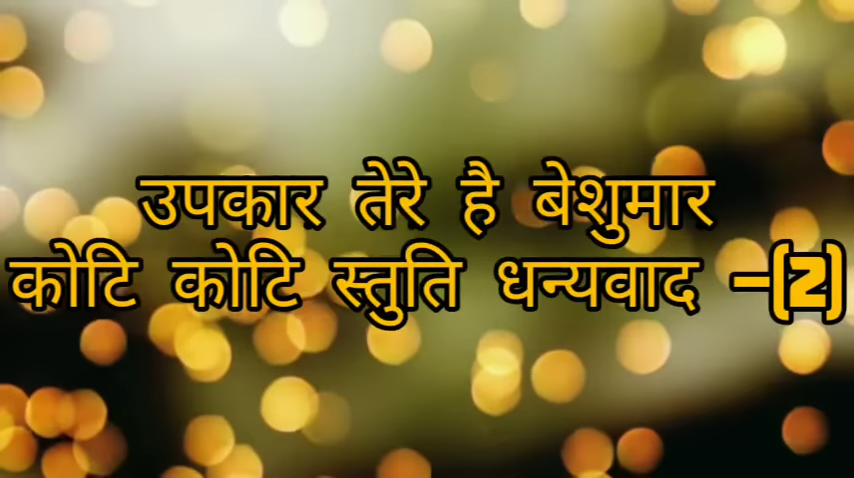 उपकार तेरे है बेशुमार
कोटि कोटि स्तुति धन्यवाद -(2)